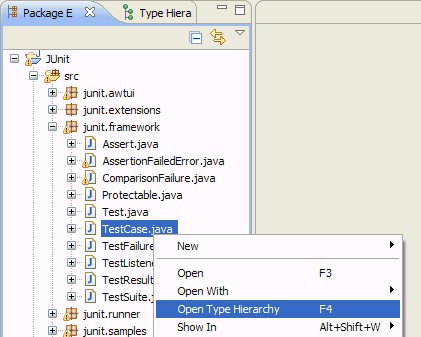 Package E
Type Hiera
JUnit
src
junit.awtui
junit.extensions
junit.framework
Assert.java
AssertionFailedError.java
ComparisonFailure.java
Protectable.java
Test.java
TestCase.java
TestFailure
TestListene
TestResult
TestSuite.j
junit.runner
junit.samples
New
Open F3
Open With
Open Type Hierarchy F4
Show In Alt+Shift+W